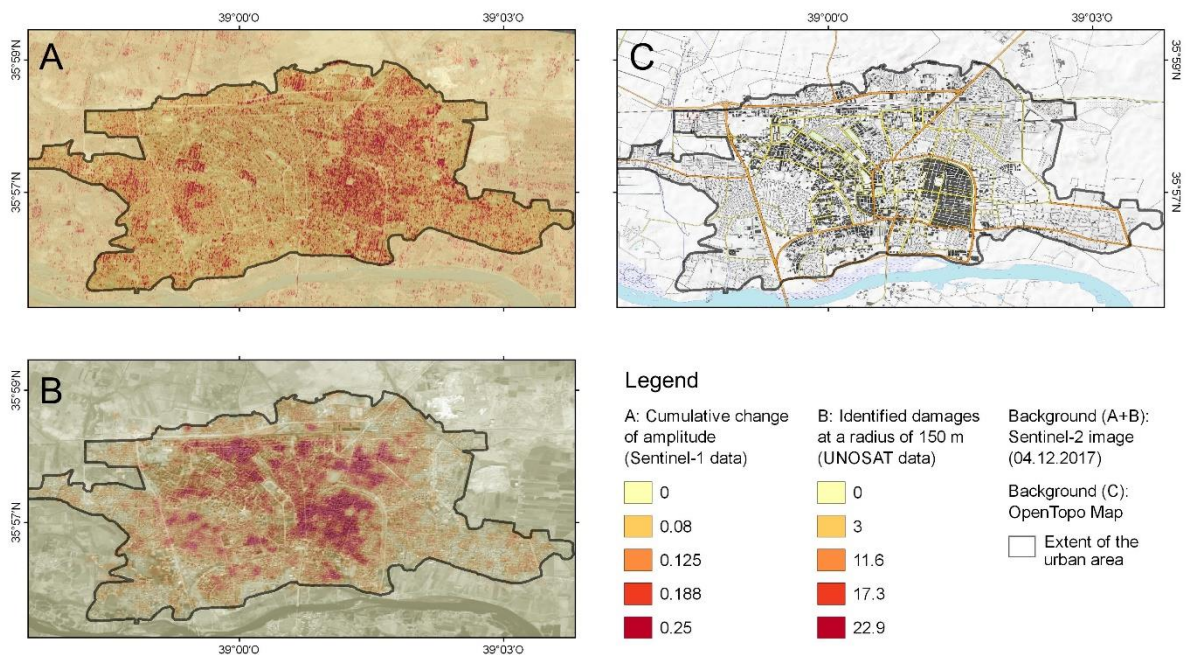 39°00'N
39°03'N
39°00'N
39°03'N
A
C
35°59'N
35°57'N
35°59'N
35°57'N
B
35°59'N
35°57'N
39°00'N
39°03'N
Legend
A: Cumulative change
of amplitude
(Sentinel-1 data)
0
0.08
0.125
0.188
0.25
B: Identified damages
at a radius of 150 m
(UNOSAT data)
0
3
11.6
17.3
22.9
Background (A+B):
Sentinel-2 image
(04.12.2017)
Background (C):
OpenTopo Map
Extent of the
urban area